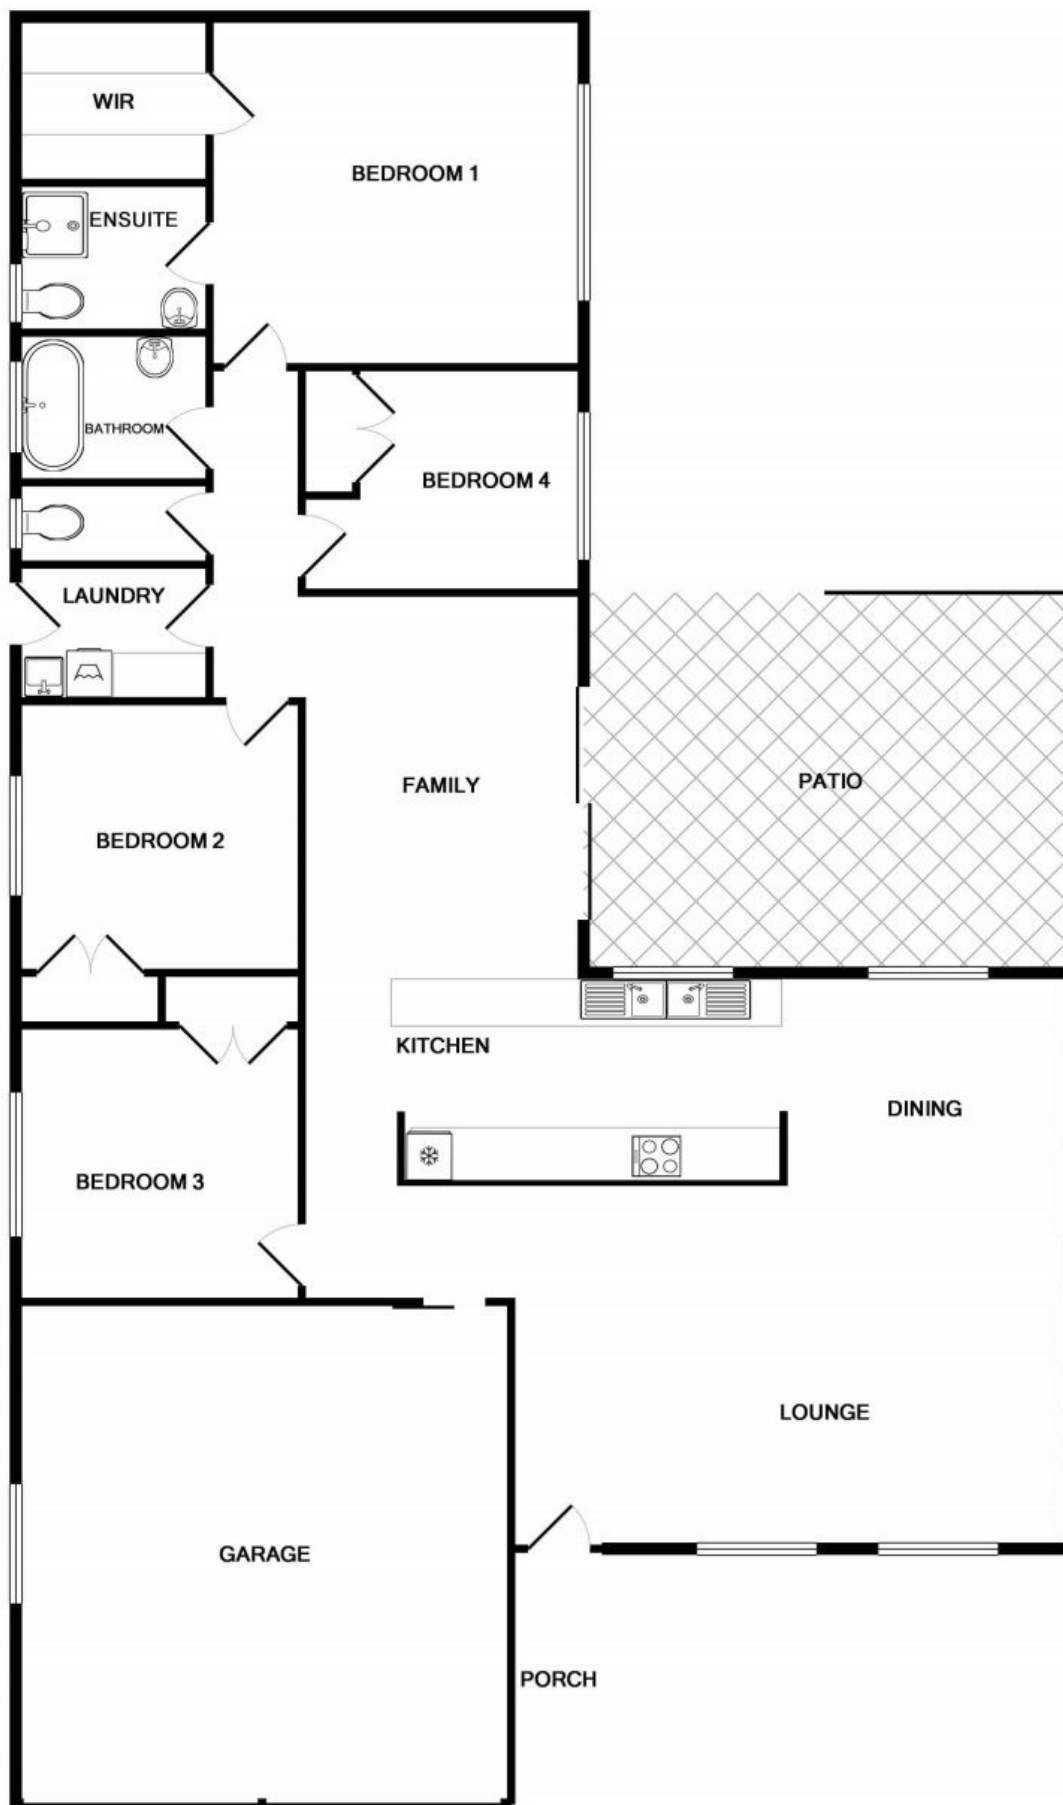 WIR
BEDROOM 1
ENSUITE
BATHROOM
BEDROOM 4
LAUNDRY
FAMILY
PATIO
BEDROOM 2
KITCHEN
DINING
BEDROOM 3
LOUNGE
GARAGE
PORCH